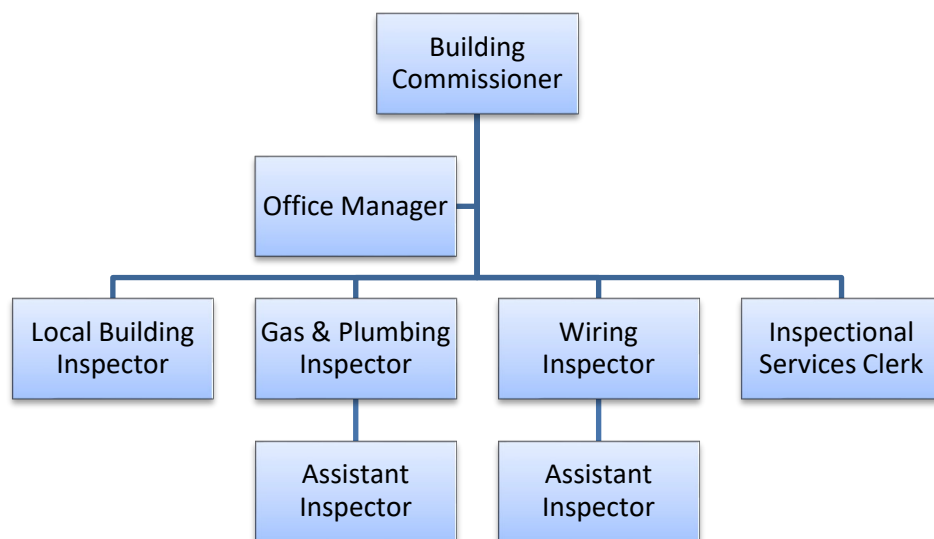 Building
Commissioner
Office Manager
Local Building
Inspector
Gas & Plumbing
Inspector
Wiring
Inspector
Inspectional
Services Clerk
Assistant
Inspector
Assistant
Inspector